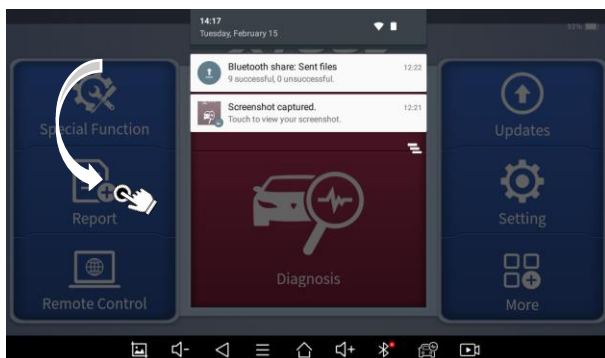 14:17
Tuesday, February 15
32%
Bluetooth share: Sent files 12:22
9 successful, 0 unsuccessful.
Screenshot captured. 12:21
Touch to view your screenshot.
Special Function
Updates
Report
Setting
Diagnosis
Remote Control
More